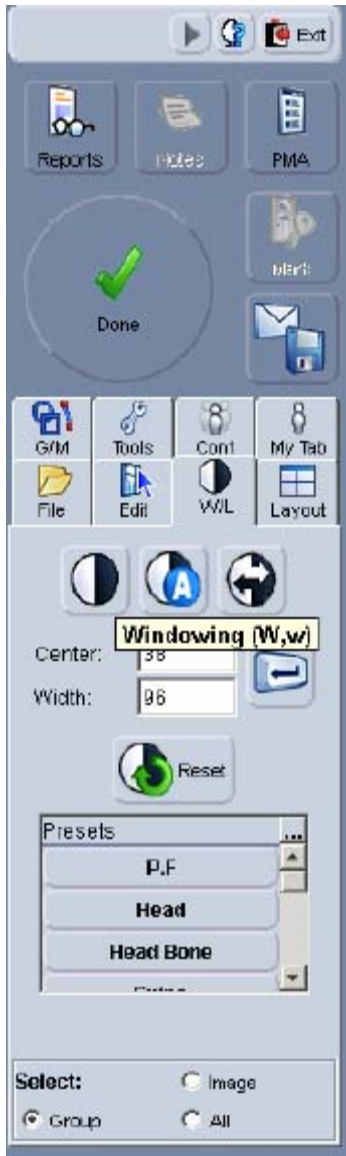 Exit
Reports Notes PMA
Mark
Done
G/M Tools Conf My Tab
File Edit W/L Layout
A
Windowing (W,w)
Center: 38
Width: 96
Reset
Presets ...
P.F
Head
Head Bone
Select: Image
Group All